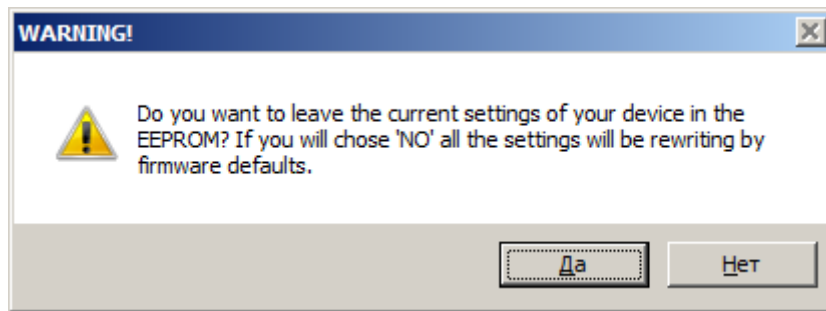 WARNING!
Do you want to leave the current settings of your device in the
EEPROM? If you will chose 'NO' all the settings will be rewriting by
firmware defaults.
Да
Нет